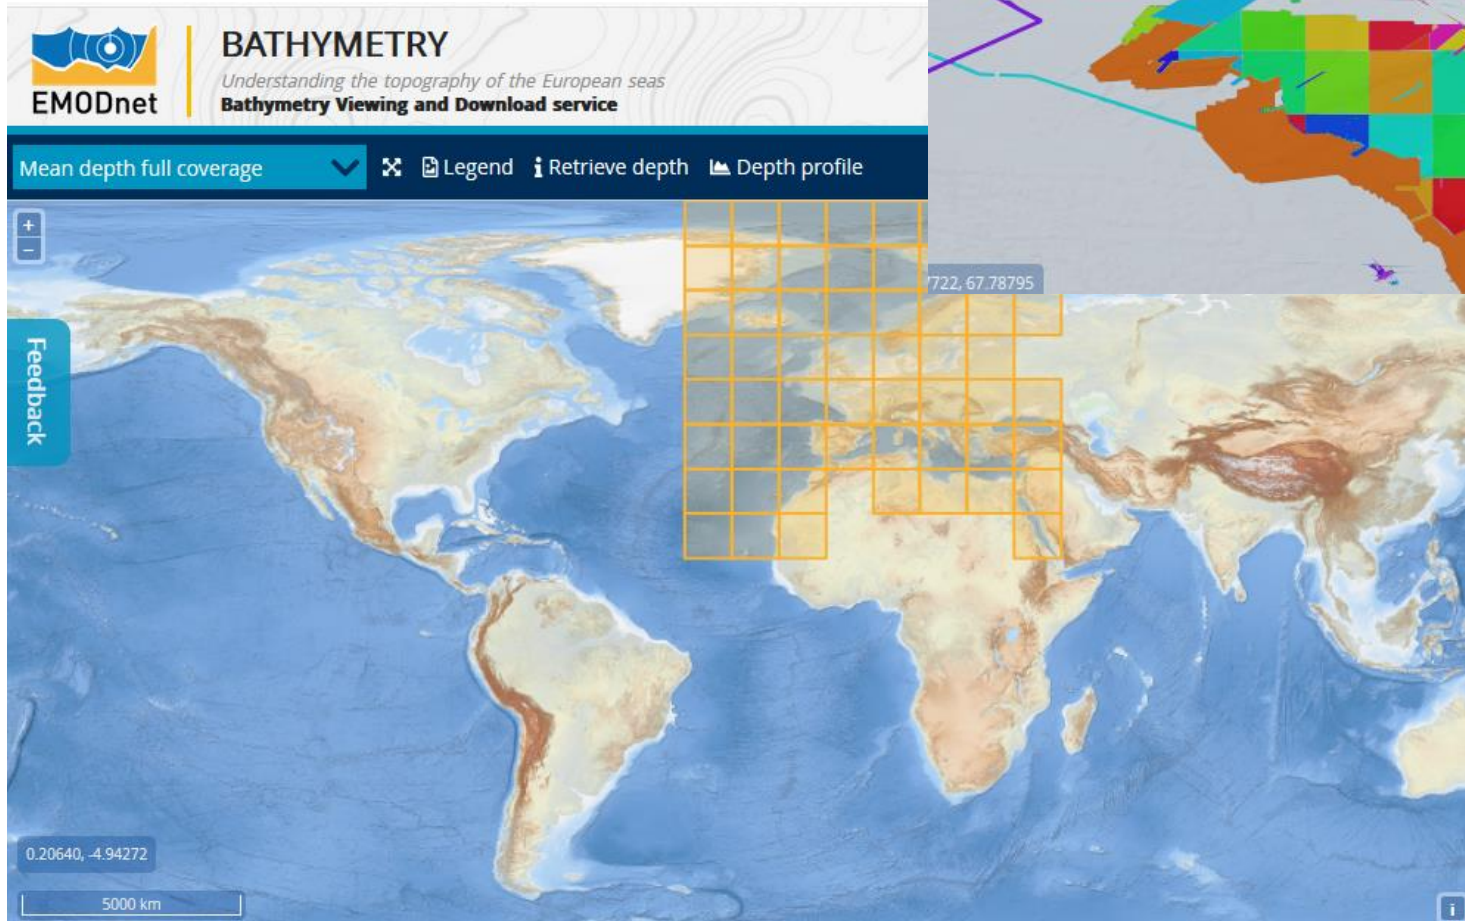 EMODnet
BATHYMETRY
Understanding the topography of the European seas
Bathymetry Viewing and Download service
Mean depth full coverage
Legend
Retrieve depth
Depth profile
+
−
7722, 67.78795
Feedback
0.20640, -4.94272
5000 km
i